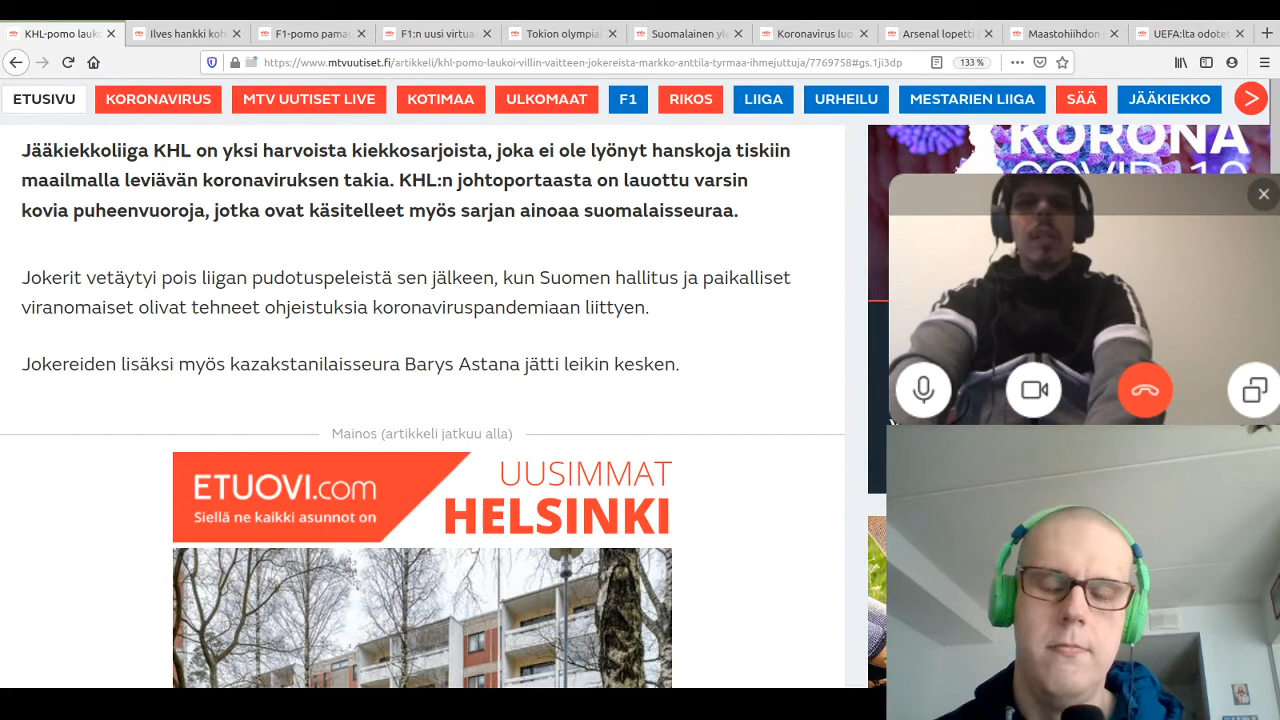 KHL-pomo lauko
Ilves hankki koh
F1-pomo pamau
F1:n uusi virtua
Tokion olympia
Suomalainen yle
Koronavirus luo
Arsenal lopetti
Maastohiihdon
UEFA:lta odote
https://www.mtvuutiset.fi/artikkeli/khl-pomo-laukoi-villin-vaitteen-jokereista-markko-anttila-tyrmaa-ihmejuttuja/7769758#gs.1ji3dp
133 %
ETUSIVU
KORONAVIRUS
MTV UUTISET LIVE
KOTIMAA
ULKOMAAT
F1
RIKOS
LIIGA
URHEILU
MESTARIEN LIIGA
SÄÄ
JÄÄKIEKKO
Jääkiekkoliiga KHL on yksi harvoista kiekkosarjoista, joka ei ole lyönyt hanskoja tiskiin
maailmalla leviävän koronaviruksen takia. KHL:n johtoportaasta on lauottu varsin
kovia puheenvuoroja, jotka ovat käsitelleet myös sarjan ainoaa suomalaisseuraa.
Jokerit vetäytyi pois liigan pudotuspeleistä sen jälkeen, kun Suomen hallitus ja paikalliset
viranomaiset olivat tehneet ohjeistuksia koronaviruspandemiaan liittyen.
Jokereiden lisäksi myös kazakstanilaisseura Barys Astana jätti leikin kesken.
Mainos (artikkeli jatkuu alla)
ETUOVI.com
Siellä ne kaikki asunnot on
UUSIMMAT
HELSINKI
KORONA
COVID-19